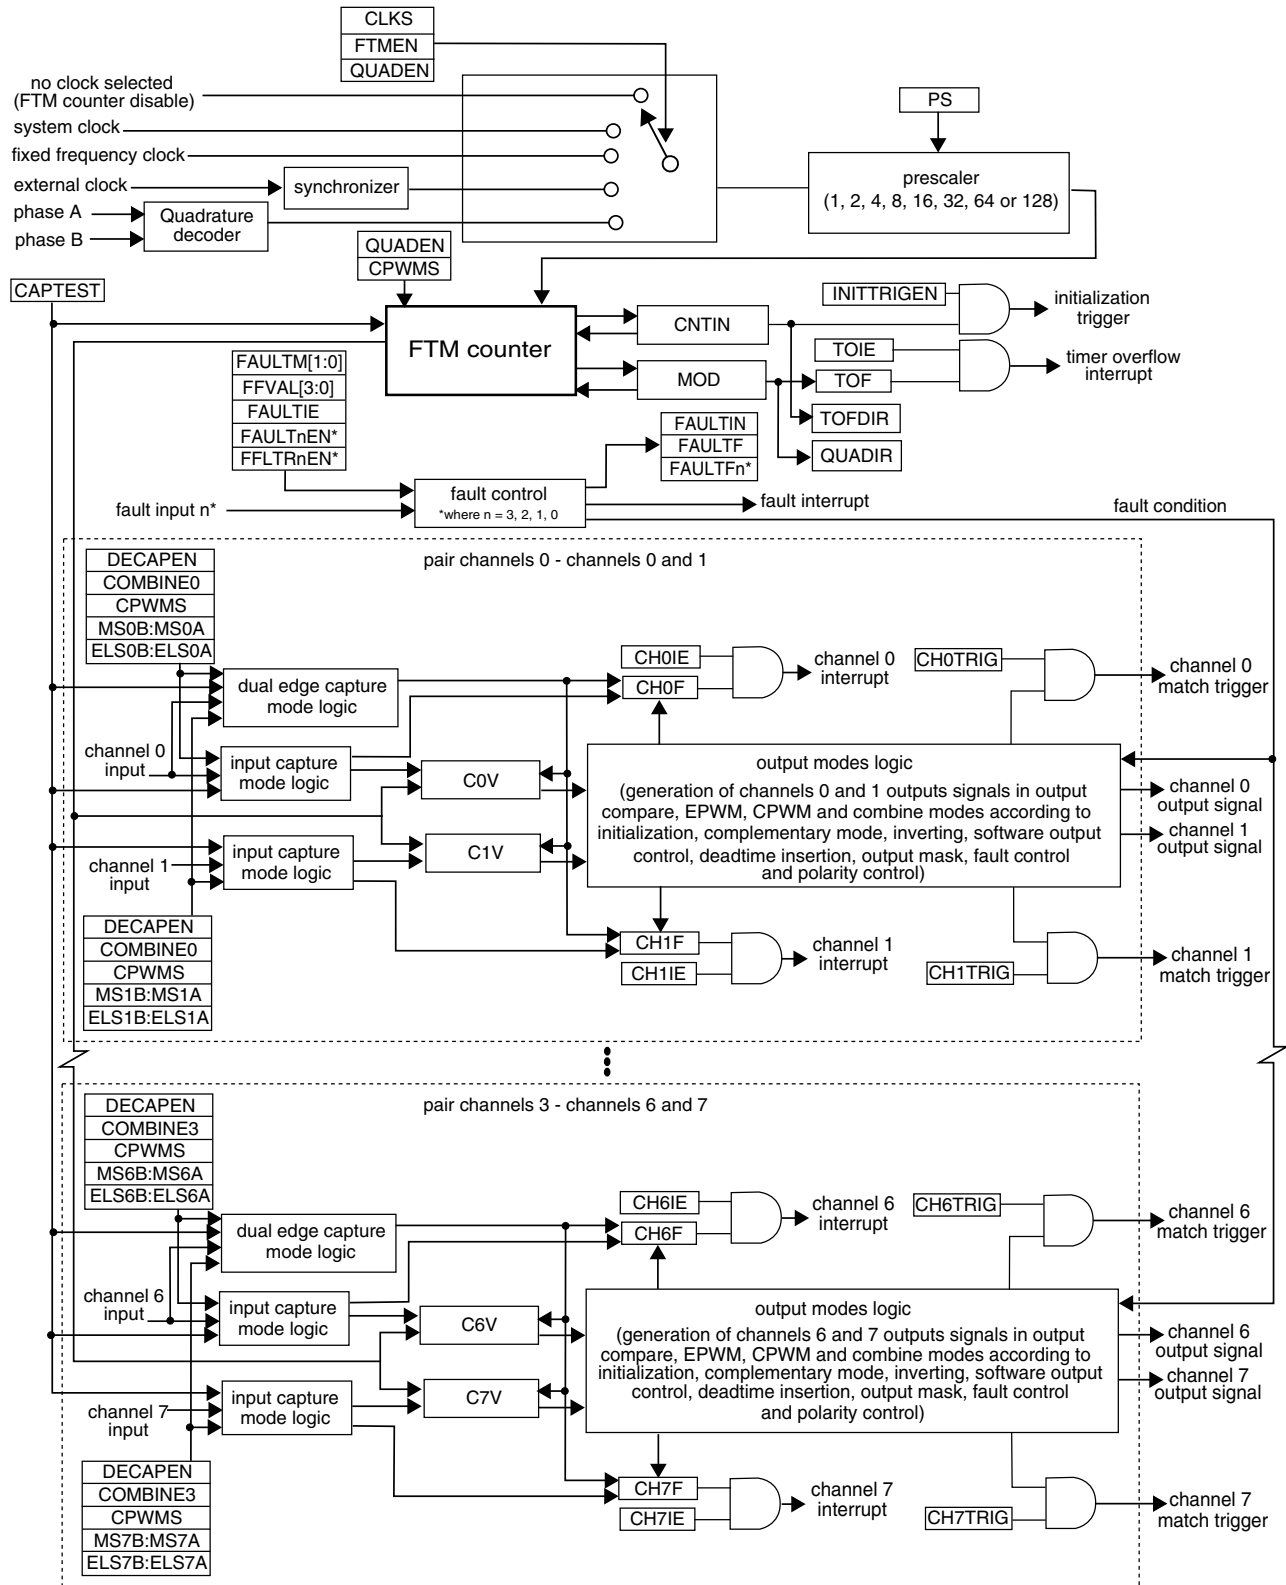 CLKS
FTMEN
QUADEN
no clock selected
(FTM counter disable)
system clock
fixed frequency clock
external clock
synchronizer
phase A
phase B
Quadrature
decoder
PS
prescaler
(1, 2, 4, 8, 16, 32, 64 or 128)
QUADEN
CPWMS
CAPTEST
FTM counter
CNTIN
MOD
INITTRIGEN
initialization
trigger
TOIE
TOF
timer overflow
interrupt
TOFDIR
QUADIR
FAULTM[1:0]
FFVAL[3:0]
FAULTIE
FAULTnEN*
FFLTRnEN*
FAULTIN
FAULTF
FAULTFn*
fault input n*
fault control
*where n = 3, 2, 1, 0
fault interrupt
fault condition
pair channels 0 - channels 0 and 1
DECAPEN
COMBINE0
CPWMS
MS0B:MS0A
ELS0B:ELS0A
dual edge capture
mode logic
channel 0
input
input capture
mode logic
channel 1
input
input capture
mode logic
C0V
C1V
CH0IE
CH0F
channel 0
interrupt
CH0TRIG
channel 0
match trigger
output modes logic
(generation of channels 0 and 1 outputs signals in output
compare, EPWM, CPWM and combine modes according to
initialization, complementary mode, inverting, software output
control, deadtime insertion, output mask, fault control
and polarity control)
channel 0
output signal
channel 1
output signal
DECAPEN
COMBINE0
CPWMS
MS1B:MS1A
ELS1B:ELS1A
CH1F
CH1IE
channel 1
interrupt
CH1TRIG
channel 1
match trigger
pair channels 3 - channels 6 and 7
DECAPEN
COMBINE3
CPWMS
MS6B:MS6A
ELS6B:ELS6A
dual edge capture
mode logic
channel 6
input
input capture
mode logic
channel 7
input
input capture
mode logic
C6V
C7V
CH6IE
CH6F
channel 6
interrupt
CH6TRIG
channel 6
match trigger
output modes logic
(generation of channels 6 and 7 outputs signals in output
compare, EPWM, CPWM and combine modes according to
initialization, complementary mode, inverting, software output
control, deadtime insertion, output mask, fault control
and polarity control)
channel 6
output signal
channel 7
output signal
DECAPEN
COMBINE3
CPWMS
MS7B:MS7A
ELS7B:ELS7A
CH7F
CH7IE
channel 7
interrupt
CH7TRIG
channel 7
match trigger